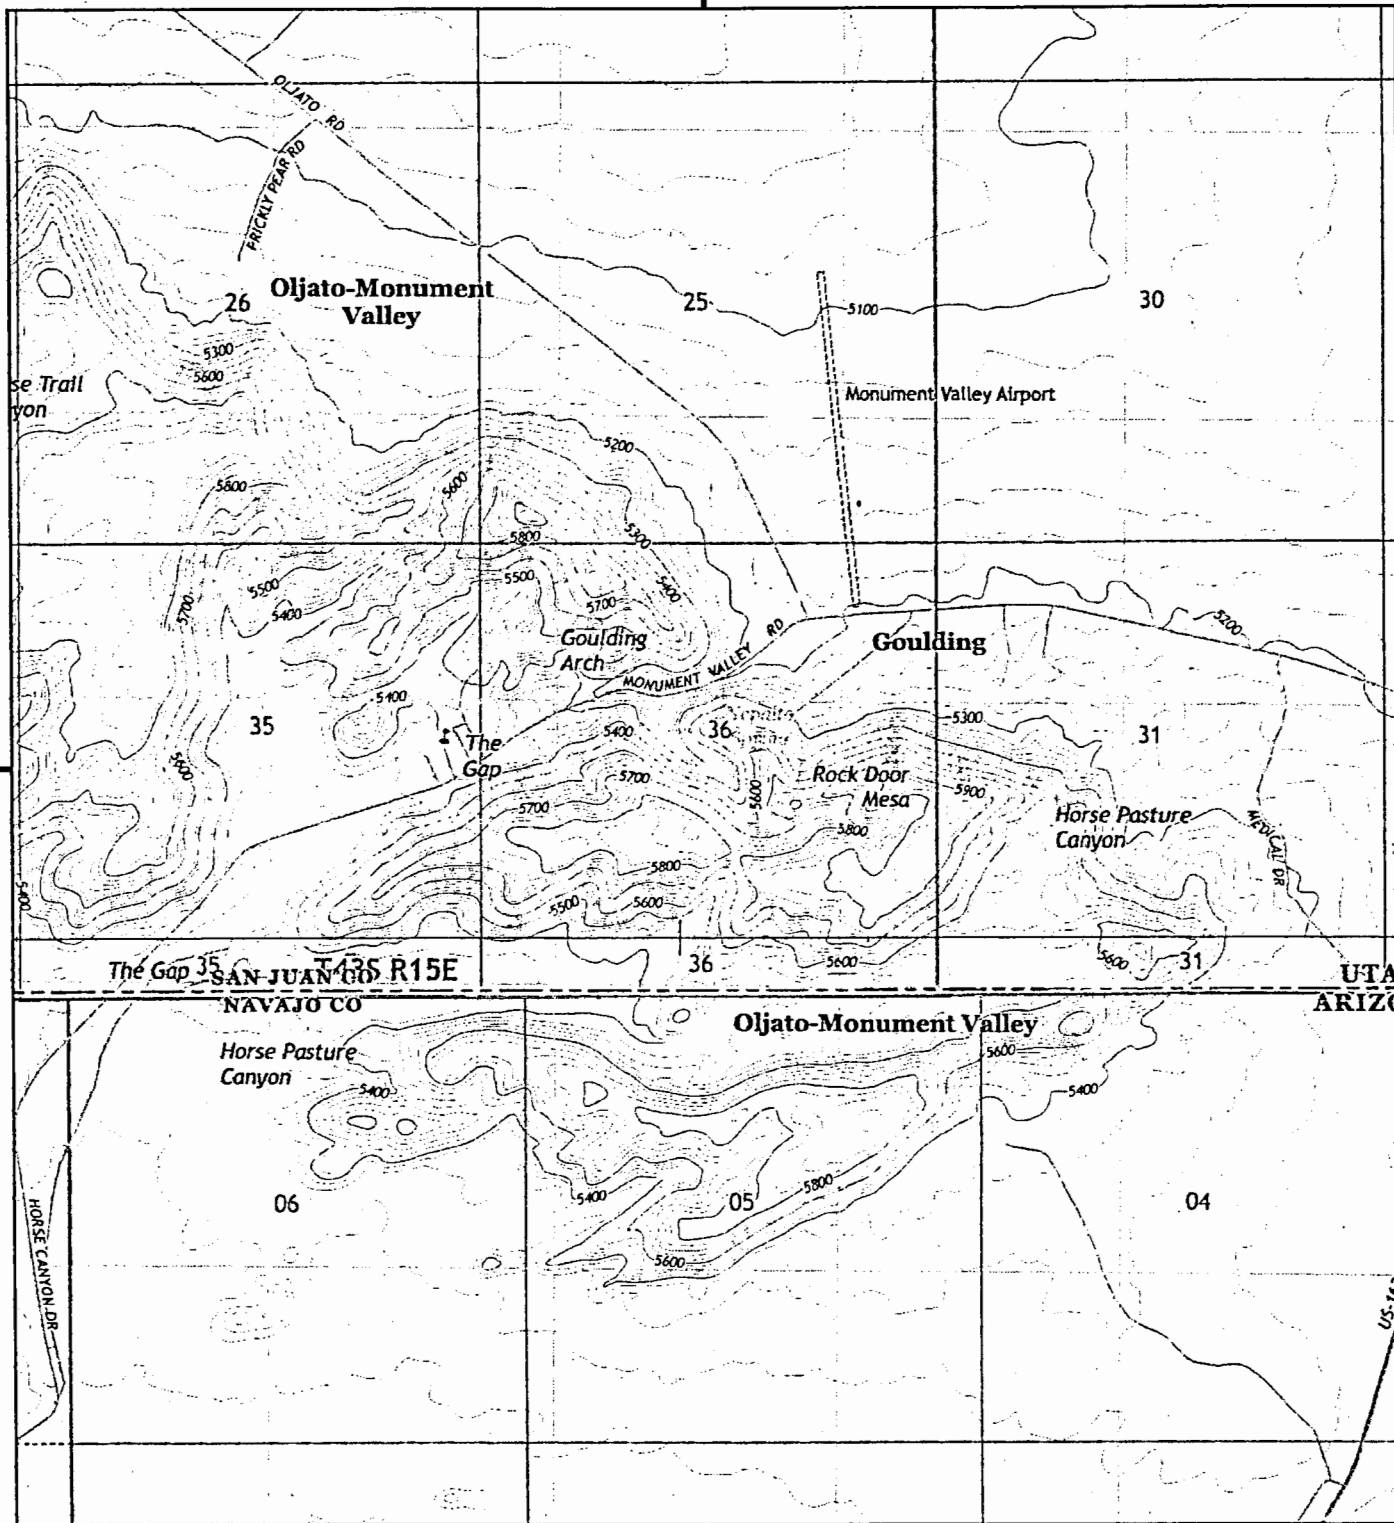 OLJATO RD
PRICKLY PEAR RD
26
Oljato-Monument
Valley
25
5100
30
5300
5600
se Trail
yon
Monument Valley Airport
5200
5800
5600
5300
5800
5500
5500
5400
5400
5700
5700
Goulding
Arch
MONUMENT VALLEY RD
Goulding
5200
5400
35
The
Gap
5400
36
5300
31
5600
5700
5700
5600
Rock Door
Mesa
5900
Horse Pasture
Canyon
5800
MEDICAL DR
5800
5400
5500
5600
5600
5600
The Gap 35
T43S R15E
36
31
SAN JUAN CO
UTA
NAVAJO CO
ARIZO
Oljato-Monument Valley
Horse Pasture
Canyon
5600
5400
5400
06
5400
05
5800
04
HORSE CANYON DR
5600